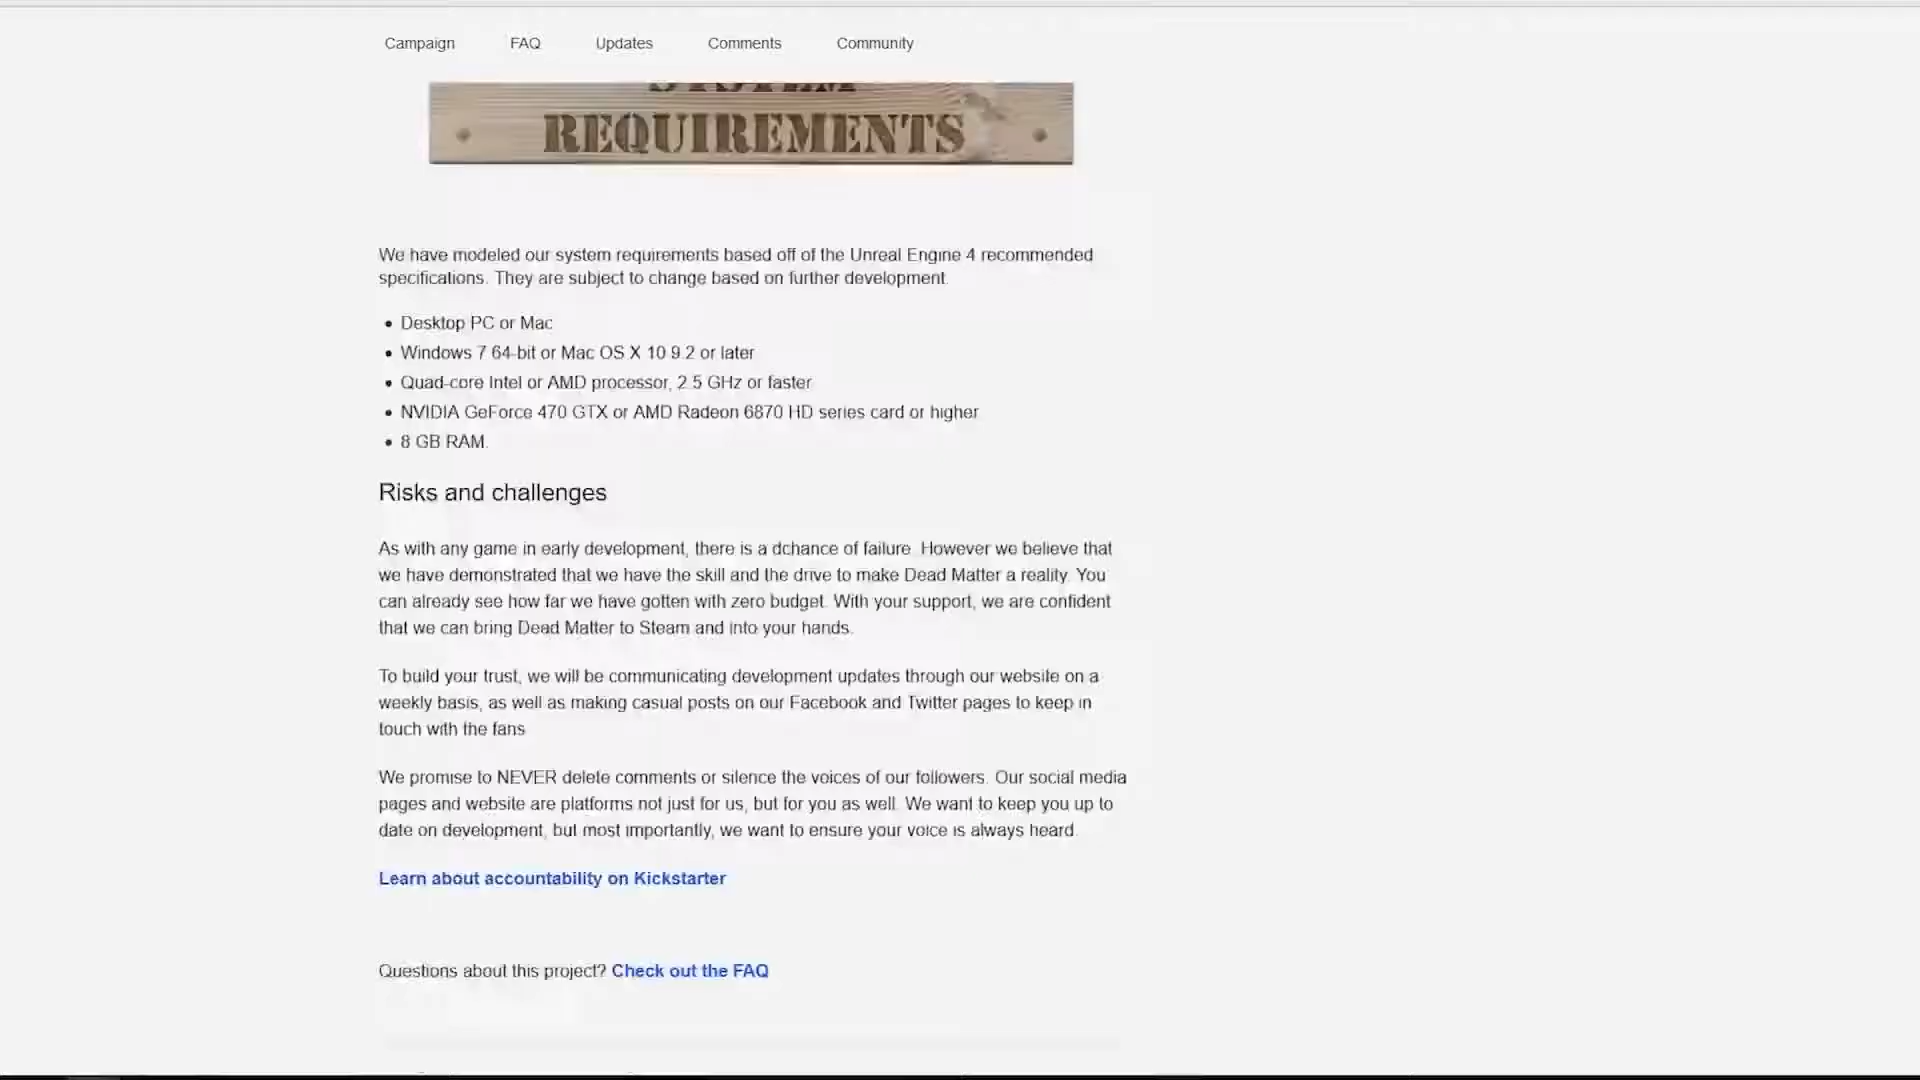 Campaign FAQ Updates Comments Community
SYSTEM
REQUIREMENTS
We have modeled our system requirements based off of the Unreal Engine 4 recommended
specifications. They are subject to change based on further development.
• Desktop PC or Mac
• Windows 7 64-bit or Mac OS X 10.9.2 or later
• Quad-core Intel or AMD processor, 2.5 GHz or faster
• NVIDIA GeForce 470 GTX or AMD Radeon 6870 HD series card or higher
• 8 GB RAM.
Risks and challenges
As with any game in early development, there is a dchance of failure. However we believe that
we have demonstrated that we have the skill and the drive to make Dead Matter a reality. You
can already see how far we have gotten with zero budget. With your support, we are confident
that we can bring Dead Matter to Steam and into your hands.
To build your trust, we will be communicating development updates through our website on a
weekly basis, as well as making casual posts on our Facebook and Twitter pages to keep in
touch with the fans
We promise to NEVER delete comments or silence the voices of our followers. Our social media
pages and website are platforms not just for us, but for you as well. We want to keep you up to
date on development, but most importantly, we want to ensure your voice is always heard.
Learn about accountability on Kickstarter
Questions about this project? Check out the FAQ